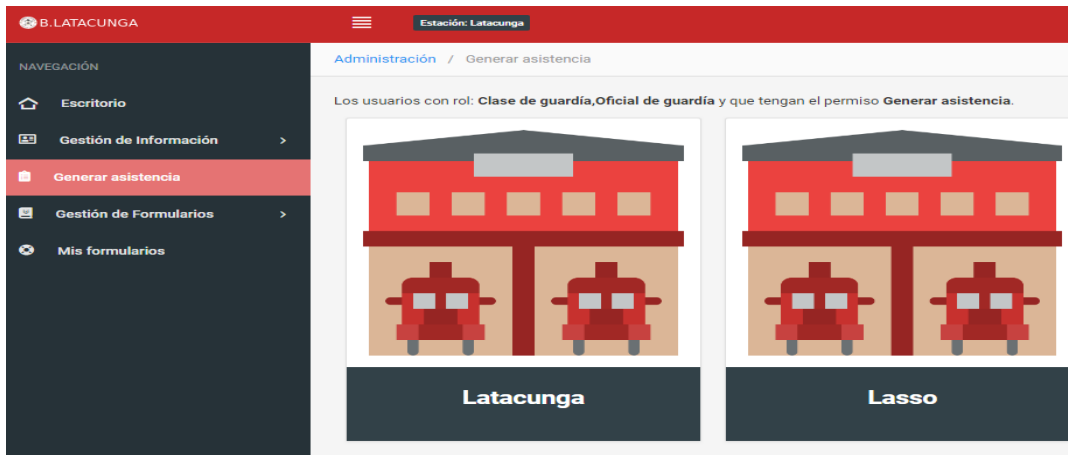 B.LATACUNGA
Estación: Latacunga
NAVEGACIÓN
Escritorio
Gestión de Información
Generar asistencia
Gestión de Formularios
Mis formularios
Administración / Generar asistencia
Los usuarios con rol: Clase de guardía,Oficial de guardía y que tengan el permiso Generar asistencia.
Latacunga
Lasso